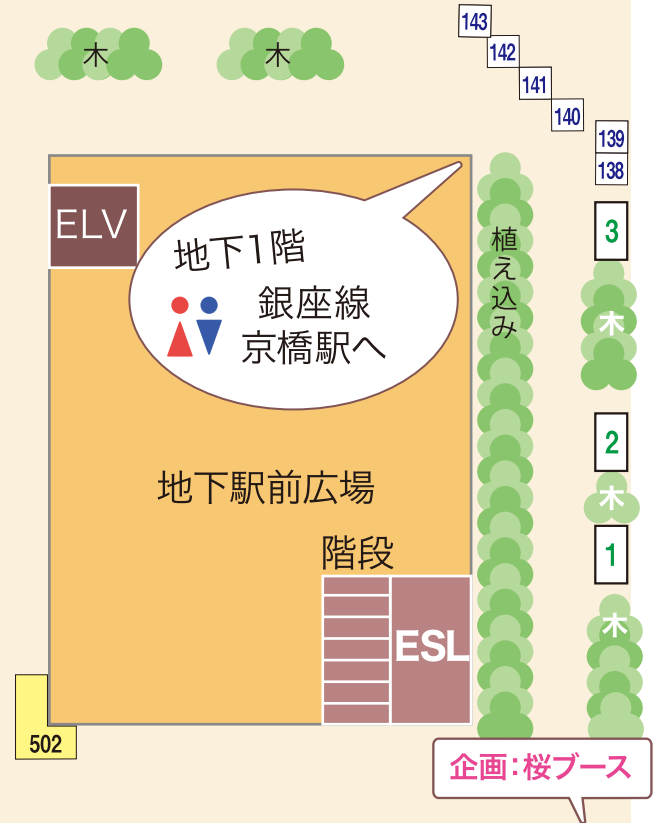 木
木
143
142
141
140
139
138
ELV
地下1階
銀座線
京橋駅へ
植え込み
3
木
2
木
1
木
地下駅前広場
階段
ESL
502
企画:桜ブース